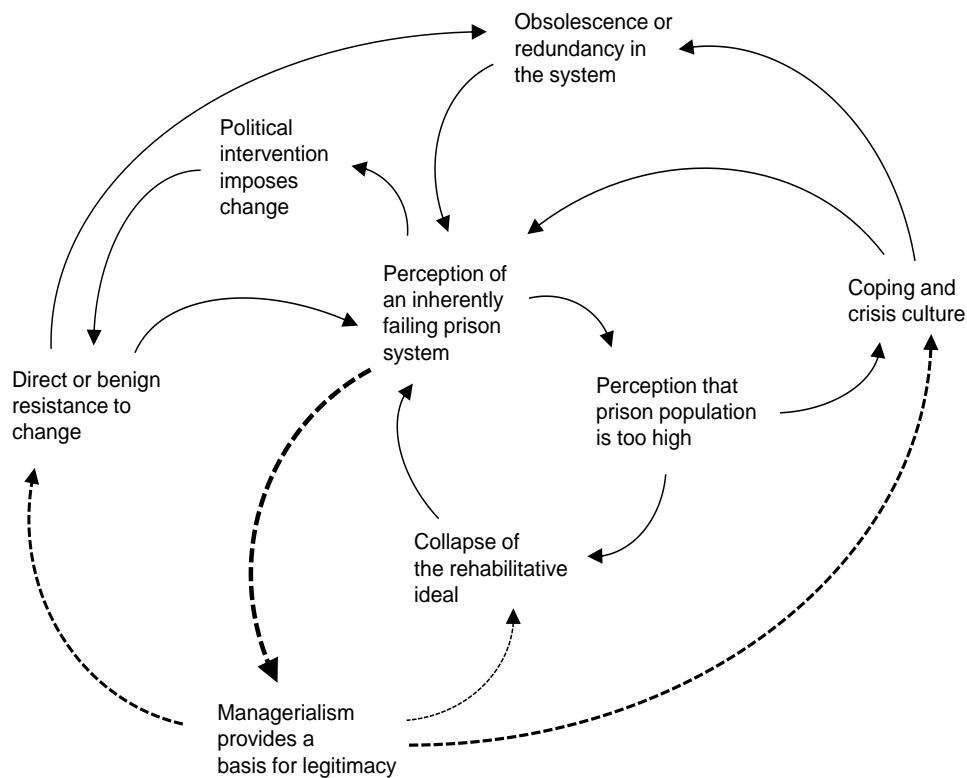 Obsolescence or
redundancy in
the system
Political
intervention
imposes
change
Perception of
an inherently
failing prison
system
Coping and
crisis culture
Direct or benign
resistance to
change
Perception that
prison population
is too high
Collapse of
the rehabilitative
ideal
Managerialism
provides a
basis for legitimacy